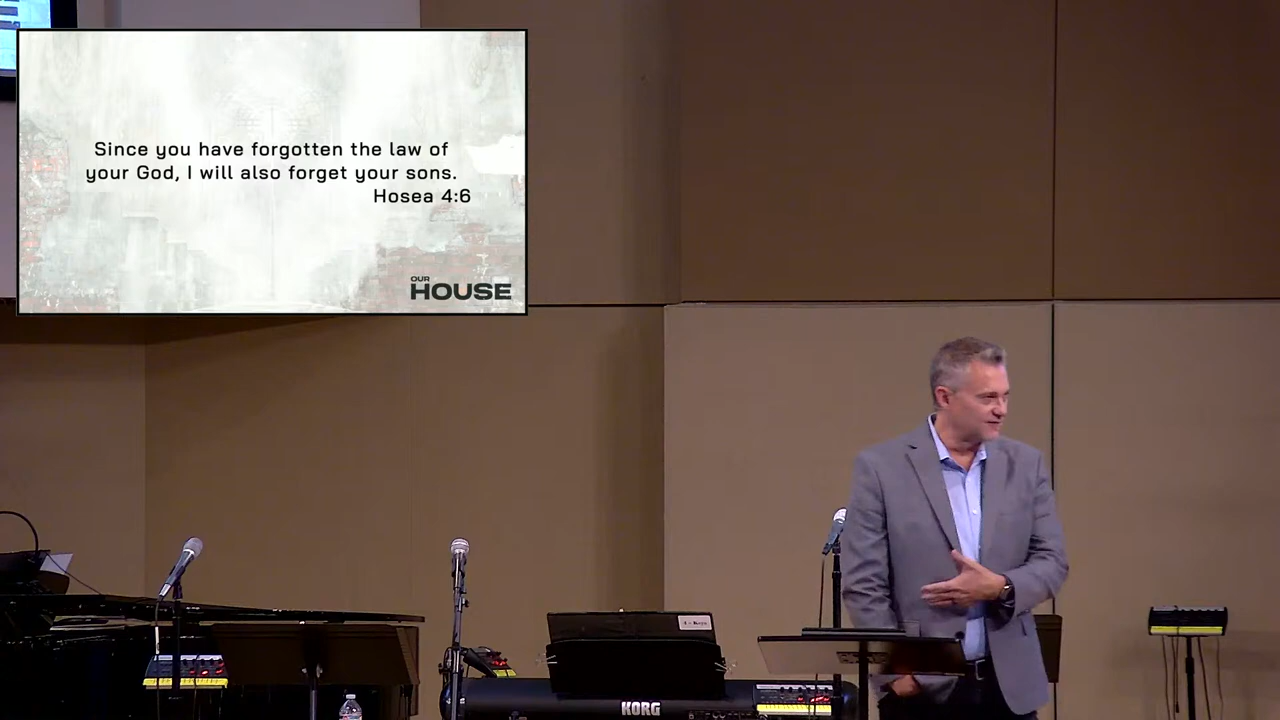 Since you have forgotten the law of
your God, I will also forget your sons.
Hosea 4:6
OUR
HOUSE
KORG